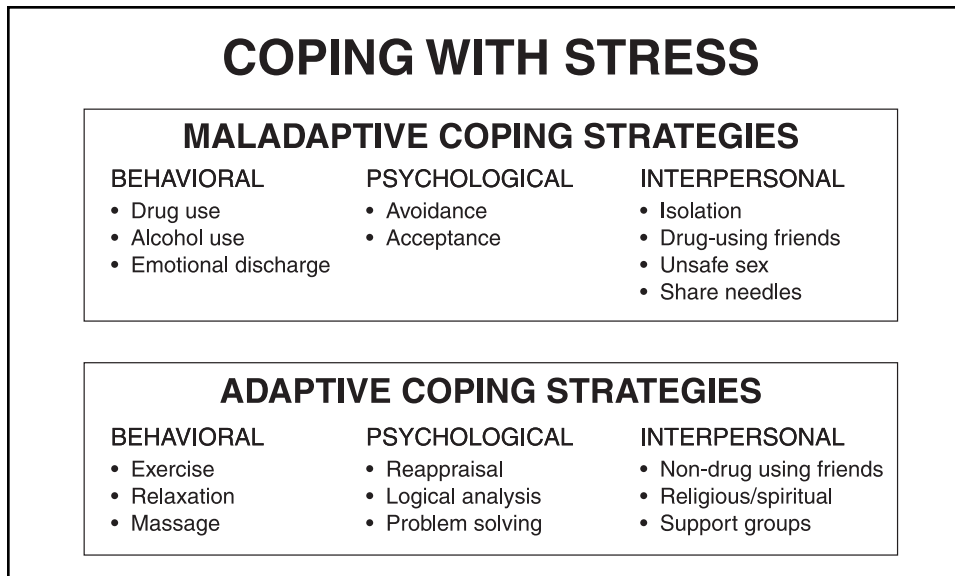 COPING WITH STRESS
MALADAPTIVE COPING STRATEGIES
BEHAVIORAL
• Drug use
• Alcohol use
• Emotional discharge
PSYCHOLOGICAL
• Avoidance
• Acceptance
INTERPERSONAL
• Isolation
• Drug-using friends
• Unsafe sex
• Share needles
ADAPTIVE COPING STRATEGIES
BEHAVIORAL
• Exercise
• Relaxation
• Massage
PSYCHOLOGICAL
• Reappraisal
• Logical analysis
• Problem solving
INTERPERSONAL
• Non-drug using friends
• Religious/spiritual
• Support groups